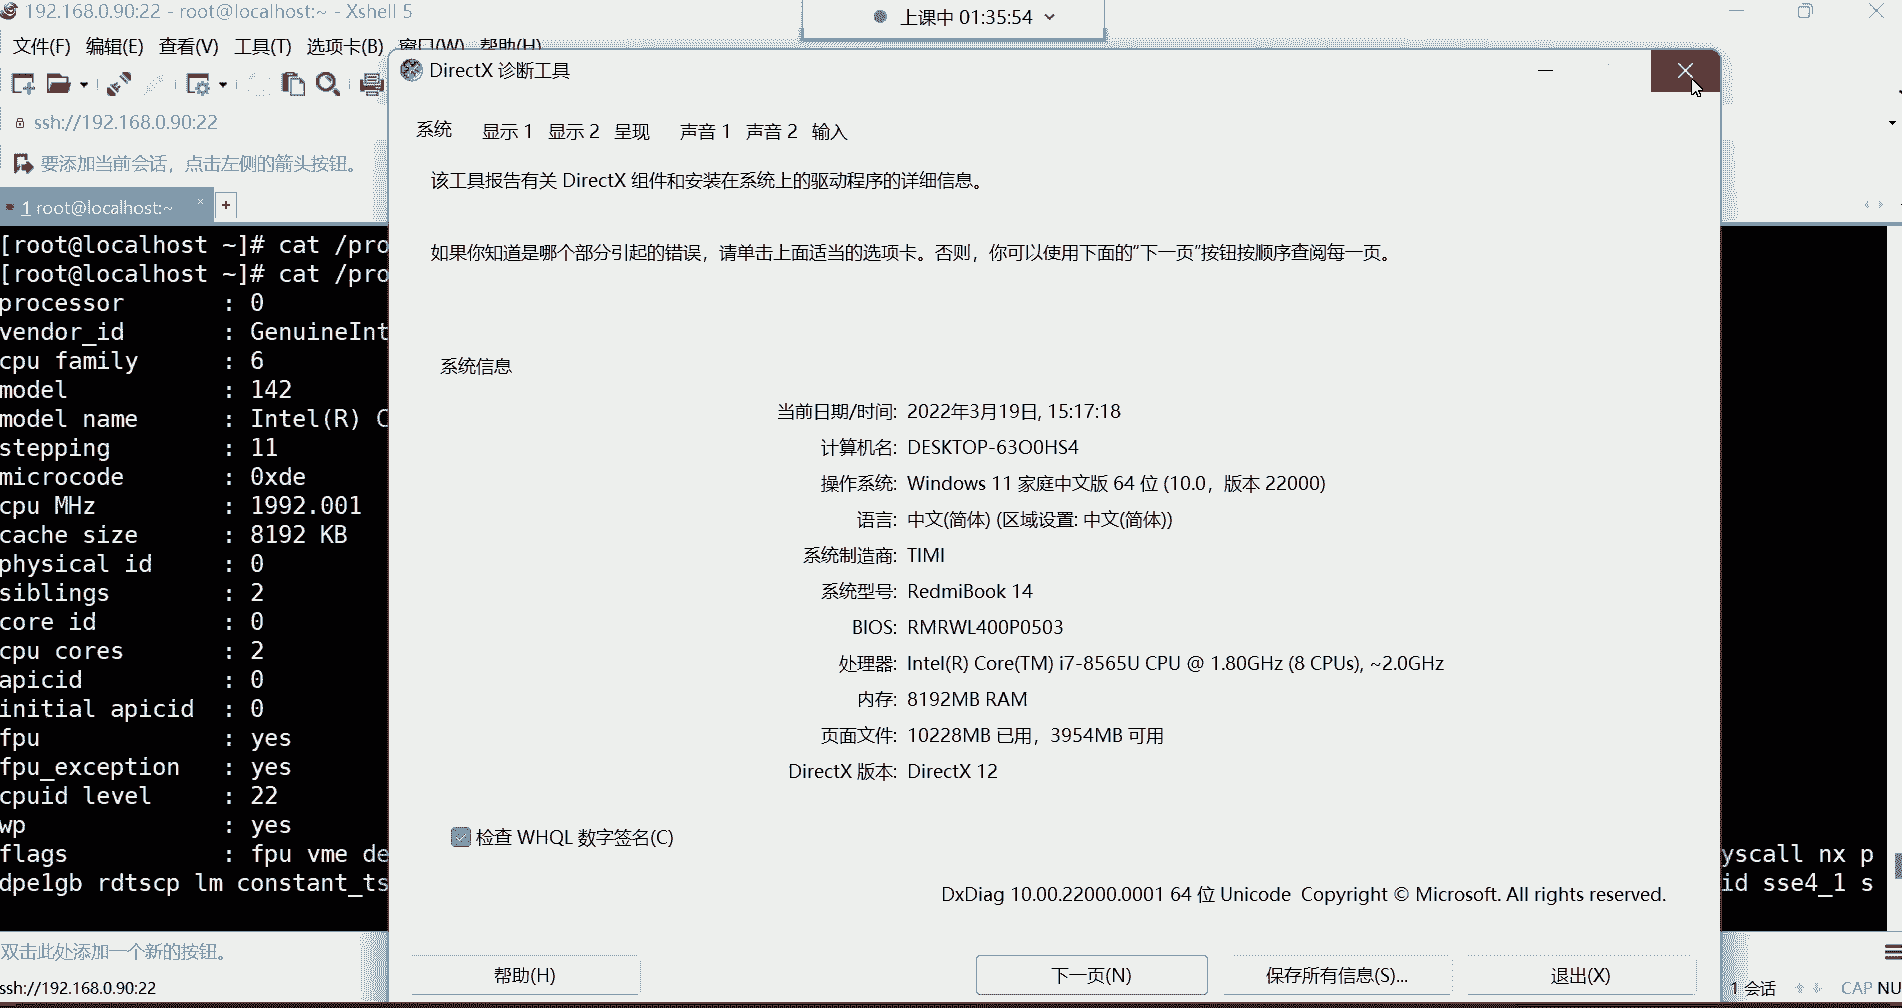 192.168.0.90:22 - root@localhost:~ - Xshell 5
上课中 01:35:54
文件(F) 编辑(E) 查看(V) 工具(T) 选项卡(B) 窗口(W) 帮助(H)
DirectX 诊断工具
ssh://192.168.0.90:22
系统 显示 1 显示 2 呈现 声音 1 声音 2 输入
要添加当前会话，点击左侧的箭头按钮。
该工具报告有关 DirectX 组件和安装在系统上的驱动程序的详细信息。
1 root@localhost:~
[root@localhost ~]# cat /pro
如果你知道是哪个部分引起的错误，请单击上面适当的选项卡。否则，你可以使用下面的"下一页"按钮按顺序查阅每一页。
[root@localhost ~]# cat /pro
processor : 0
vendor_id : GenuineInt
cpu family : 6
model : 142
model name : Intel(R) C
stepping : 11
microcode : 0xde
cpu MHz : 1992.001
cache size : 8192 KB
physical id : 0
siblings : 2
core id : 0
cpu cores : 2
apicid : 0
initial apicid : 0
fpu : yes
fpu_exception : yes
cpuid level : 22
wp : yes
flags : fpu vme de
dpe1gb rdtscp lm constant_ts
系统信息
当前日期/时间: 2022年3月19日, 15:17:18
计算机名: DESKTOP-63O0HS4
操作系统: Windows 11 家庭中文版 64 位 (10.0，版本 22000)
语言: 中文(简体) (区域设置: 中文(简体))
系统制造商: TIMI
系统型号: RedmiBook 14
BIOS: RMRWL400P0503
处理器: Intel(R) Core(TM) i7-8565U CPU @ 1.80GHz (8 CPUs), ~2.0GHz
内存: 8192MB RAM
页面文件: 10228MB 已用，3954MB 可用
DirectX 版本: DirectX 12
检查 WHQL 数字签名(C)
yscall nx p
id sse4_1 s
DxDiag 10.00.22000.0001 64 位 Unicode Copyright © Microsoft. All rights reserved.
双击此处添加一个新的按钮。
帮助(H) 下一页(N) 保存所有信息(S)... 退出(X)
ssh://192.168.0.90:22
1 会话 CAP NU